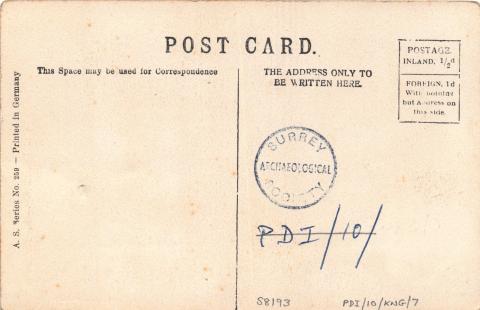 POST CARD.
This Space may be used for Correspondence
THE ADDRESS ONLY TO
BE WRITTEN HERE.
POSTAGE
INLAND, 1/2d
FOREIGN, 1d
With nothing
but Address on
this side.
A. S. Series No. 259 — Printed in Germany
SURREY
ARCHAEOLOGICAL
SOCIETY
PDI/10/
S8193
PDI/10/KNG/7